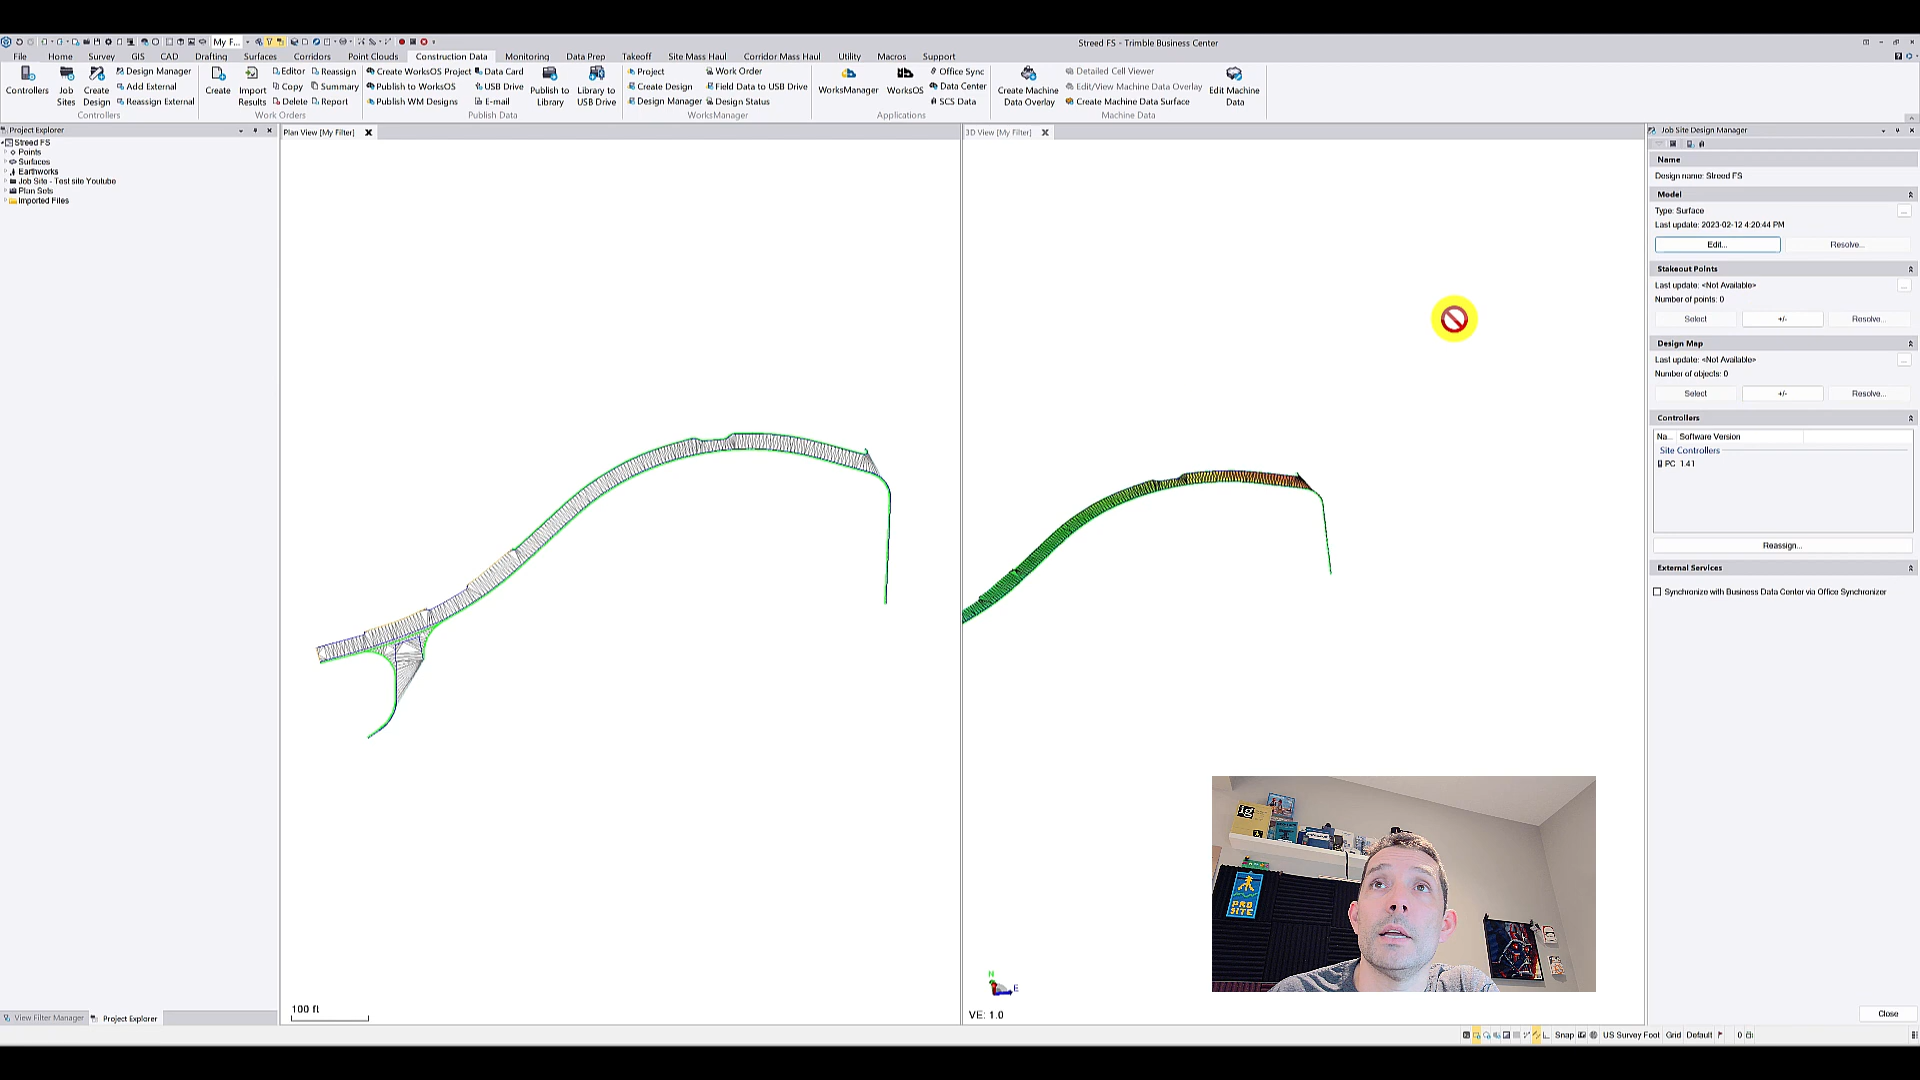 My F...
Streed FS - Trimble Business Center
File Home Survey GIS CAD Drafting Surfaces Corridors Point Clouds Construction Data Monitoring Data Prep Takeoff Site Mass Haul Corridor Mass Haul Utility Macros Support
Controllers
Job Sites
Create Design
Design Manager
Add External
Reassign External
Controllers
Create
Import Results
Editor
Copy
Delete
Reassign
Summary
Report
Work Orders
Create WorksOS Project
Publish to WorksOS
Publish WM Designs
Data Card
USB Drive
E-mail
Publish to Library
Library to USB Drive
Publish Data
Project
Create Design
Design Manager
Work Order
Field Data to USB Drive
Design Status
WorksManager
WorksManager
WorksOS
Office Sync
Data Center
SCS Data
Applications
Create Machine Data Overlay
Detailed Cell Viewer
Edit/View Machine Data Overlay
Create Machine Data Surface
Edit Machine Data
Machine Data
Project Explorer
Streed FS
Points
Surfaces
Earthworks
Job Site - Test site Youtube
Plan Sets
Imported Files
View Filter Manager
Project Explorer
Plan View [My Filter]
100 ft
3D View [My Filter]
N
E
VE: 1.0
ig
PRO
SITE
Job Site Design Manager
Name
Design name: Streed FS
Model
Type: Surface
...
Last update: 2023-02-12 4:20:44 PM
Edit...
Resolve...
Stakeout Points
Last update: <Not Available>
...
Number of points: 0
Select
+/-
Resolve...
Design Map
Last update: <Not Available>
...
Number of objects: 0
Select
+/-
Resolve...
Controllers
Na... Software Version
Site Controllers
PC 1.41
Reassign...
External Services
Synchronize with Business Data Center via Office Synchronizer
Close
Snap
US Survey Foot
Grid
Default
0